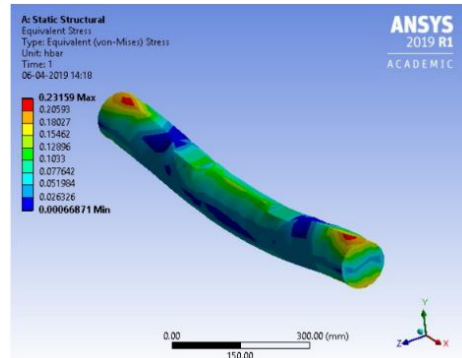 A: Static Structural
Equivalent Stress
Type: Equivalent (von-Mises) Stress
Unit: hbar
Time: 1
06-04-2019 14:18
ANSYS
2019 R1
ACADEMIC
0.23159 Max
0.20593
0.18027
0.15462
0.12896
0.1033
0.077642
0.051984
0.026326
0.00066871 Min
0.00 300.00 (mm)
150.00
Y
Z X